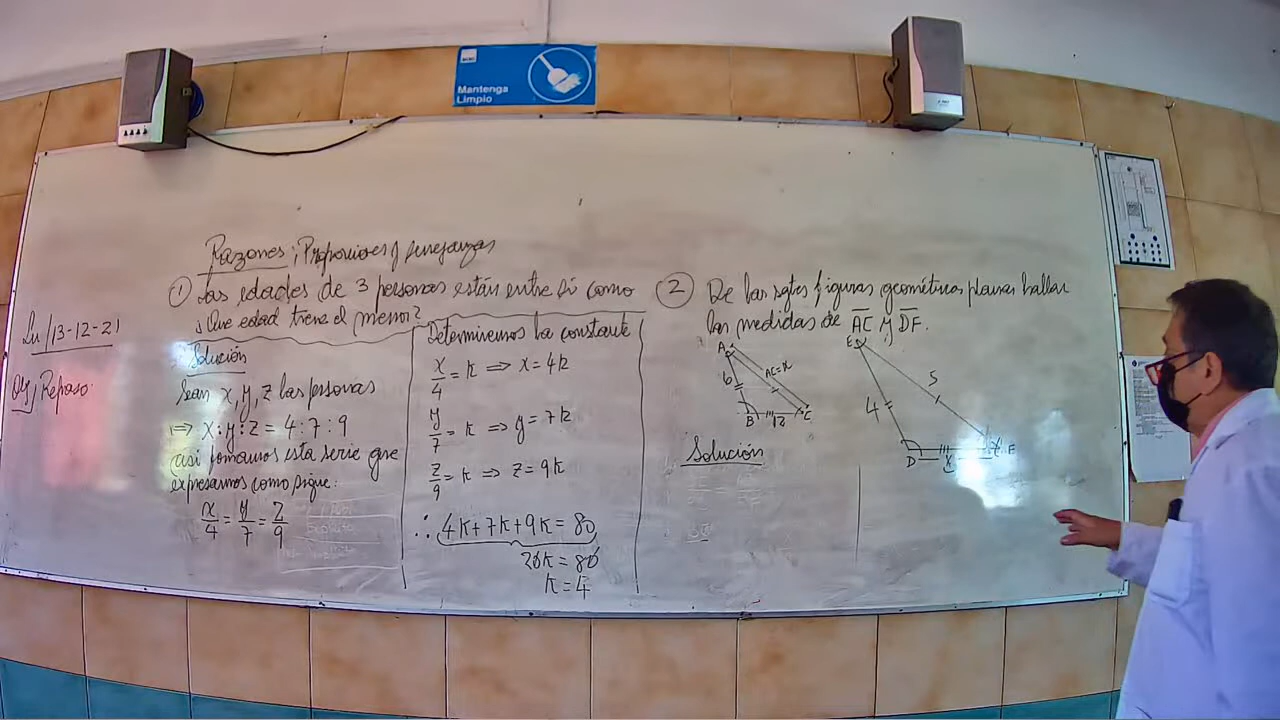 Mantenga
Limpio
Razones, Proporciones y semejanzas
Lu/13-12-21
Obj Repaso
1 Las edades de 3 personas están entre sí como
¿Que edad tiene el menor?
Solución
Sean x, y, z las personas
⇒ x:y:z = 4:7:9
así formamos esta serie que
expresamos como sigue:
x/4 = y/7 = z/9
Determinemos la constante
x/4 = k ⇒ x = 4k
y/7 = k ⇒ y = 7k
z/9 = k ⇒ z = 9k
∴ 4k+7k+9k = 80
20k = 80
k = 4
2 De las sgtes figuras geométricas planas hallar
las medidas de AC y DF.
A
6
AC=x
B
12
C
E
4
5
D
y
F
Solución